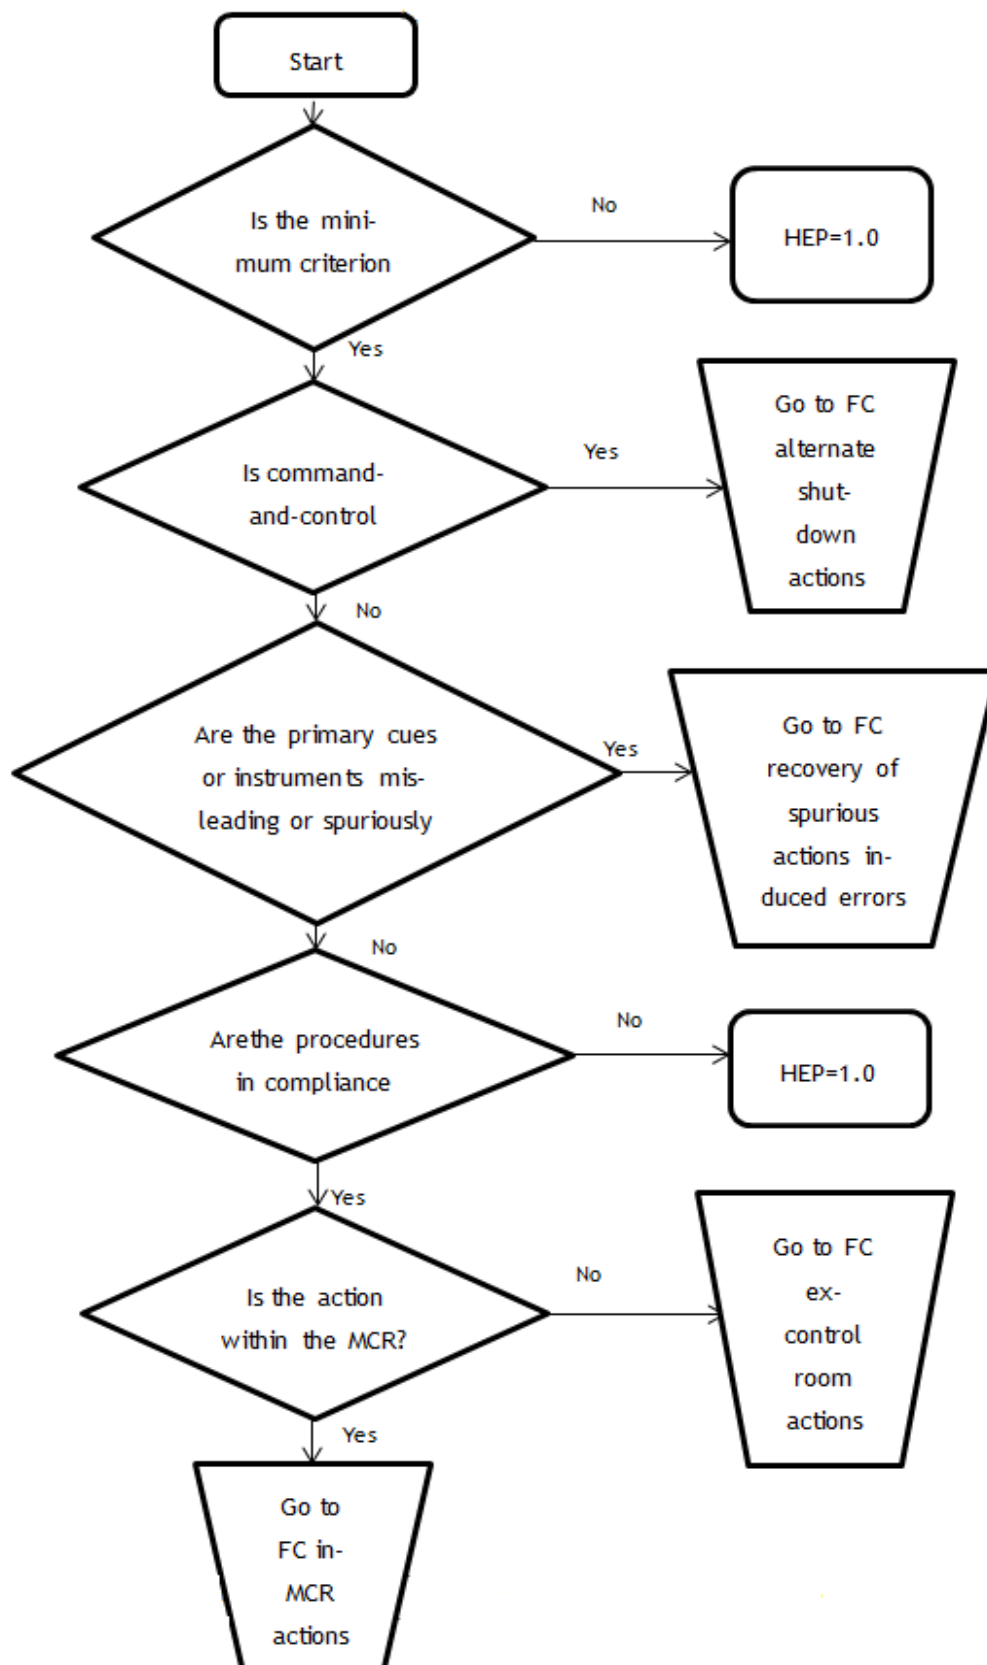 Start
Is the mini-
mum criterion
No
HEP=1.0
Yes
Is command-
and-control
Yes
Go to FC
alternate
shut-
down
actions
No
Are the primary cues
or instruments mis-
leading or spuriously
Yes
Go to FC
recovery of
spurious
actions in-
duced errors
No
Arethe procedures
in compliance
No
HEP=1.0
Yes
Is the action
within the MCR?
No
Go to FC
ex-
control
room
actions
Yes
Go to
FC in-
MCR
actions